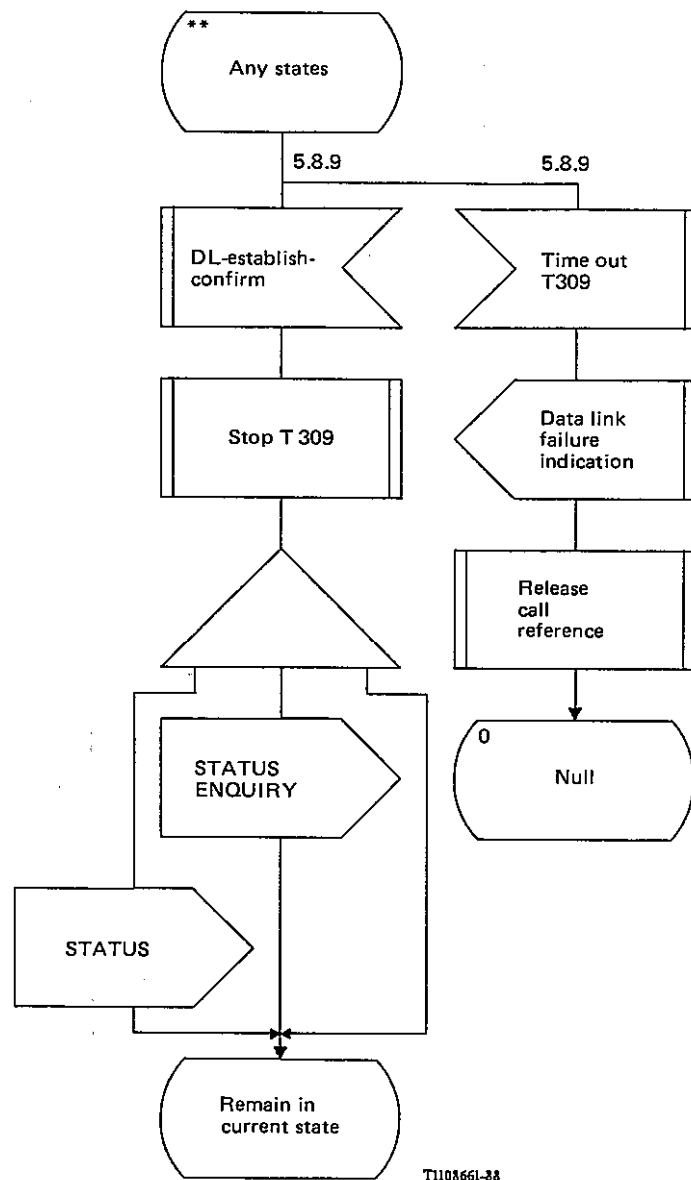 **
Any states
5.8.9
5.8.9
DL-establish-
confirm
Time out
T309
Stop T 309
Data link
failure
indication
Release
call
reference
STATUS
ENQUIRY
0
Null
STATUS
Remain in
current state
T1108661-88